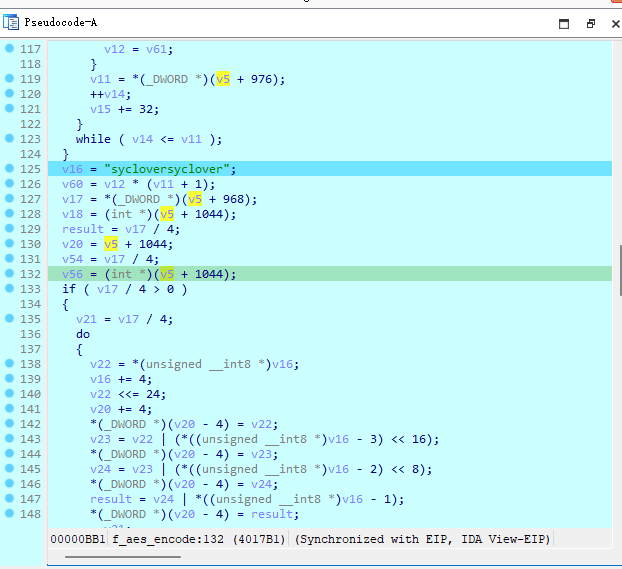 Pseudocode-A
117 v12 = v61;
118 }
119 v11 = *(_DWORD *)(v5 + 976);
120 ++v14;
121 v15 += 32;
122 }
123 while ( v14 <= v11 );
124 }
125 v16 = "sycloversyclover";
126 v60 = v12 * (v11 + 1);
127 v17 = *(_DWORD *)(v5 + 968);
128 v18 = (int *)(v5 + 1044);
129 result = v17 / 4;
130 v20 = v5 + 1044;
131 v54 = v17 / 4;
132 v56 = (int *)(v5 + 1044);
133 if ( v17 / 4 > 0 )
134 {
135 v21 = v17 / 4;
136 do
137 {
138 v22 = *(unsigned __int8 *)v16;
139 v16 += 4;
140 v22 <<= 24;
141 v20 += 4;
142 *(_DWORD *)(v20 - 4) = v22;
143 v23 = v22 | (*((unsigned __int8 *)v16 - 3) << 16);
144 *(_DWORD *)(v20 - 4) = v23;
145 v24 = v23 | (*((unsigned __int8 *)v16 - 2) << 8);
146 *(_DWORD *)(v20 - 4) = v24;
147 result = v24 | *((unsigned __int8 *)v16 - 1);
148 *(_DWORD *)(v20 - 4) = result;
00000BB1 f_aes_encode:132 (4017B1) (Synchronized with EIP, IDA View-EIP)